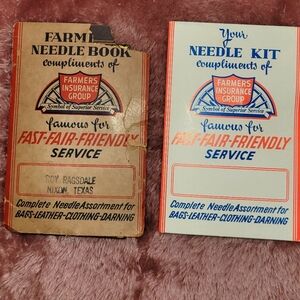 FARM
NEEDLE BOOK
compliments of
FARMERS
INSURANCE
GROUP
Symbol of Superior Service
famous for
FAST-FAIR-FRIENDLY
SERVICE
ROY RAGSDALE
NIXON, TEXAS
Complete Needle Assortment for
BAGS-LEATHER-CLOTHING-DARNING
Your
NEEDLE KIT
compliments of
FARMERS
INSURANCE
GROUP
Symbol of Superior Service
famous for
FAST-FAIR-FRIENDLY
SERVICE
Complete Needle Assortment for
BAGS-LEATHER-CLOTHING-DARNING